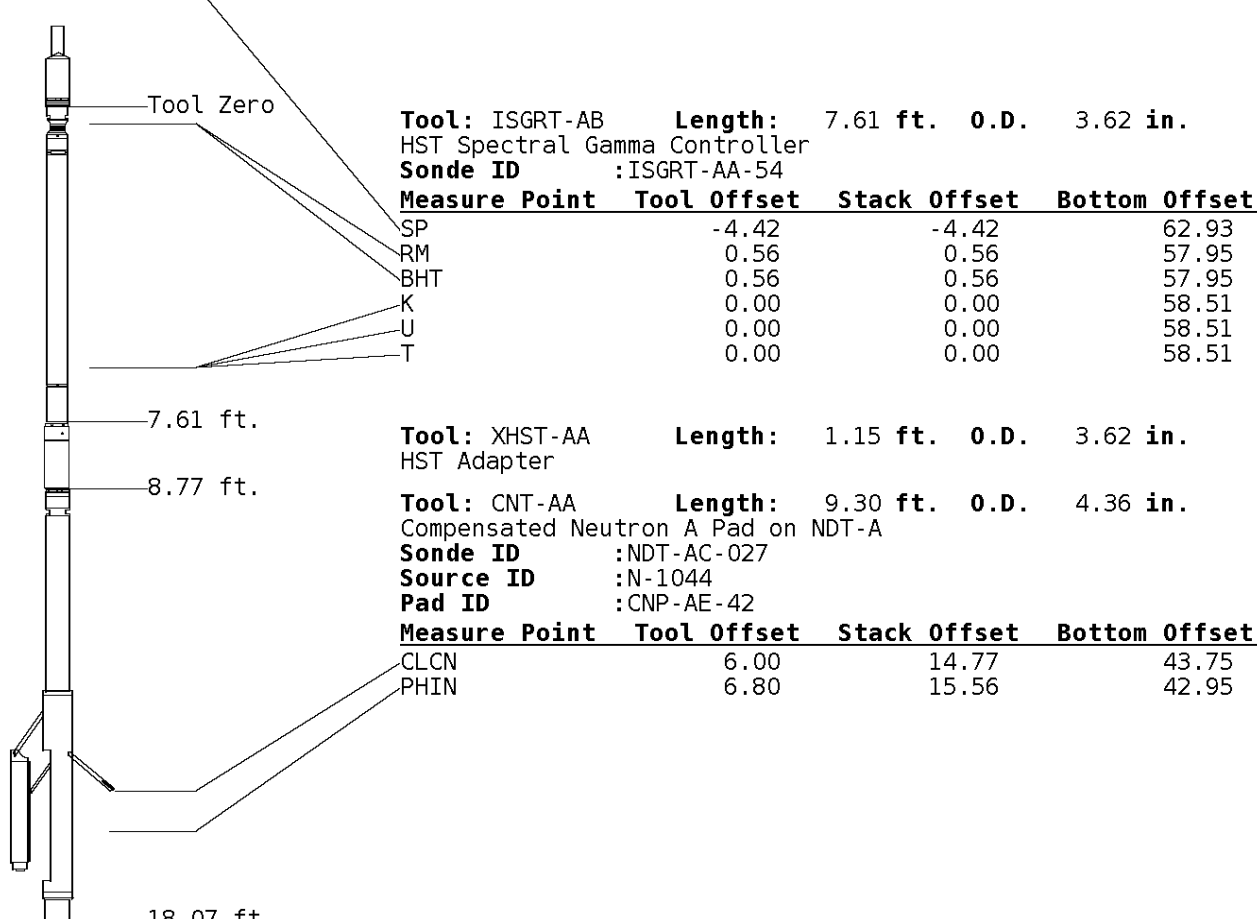 Tool Zero
Tool: ISGRT-AB Length: 7.61 ft. O.D. 3.62 in.
HST Spectral Gamma Controller
Sonde ID :ISGRT-AA-54
Measure Point Tool Offset Stack Offset Bottom Offset
SP -4.42 -4.42 62.93
RM 0.56 0.56 57.95
BHT 0.56 0.56 57.95
K 0.00 0.00 58.51
U 0.00 0.00 58.51
T 0.00 0.00 58.51
7.61 ft.
Tool: XHST-AA Length: 1.15 ft. O.D. 3.62 in.
HST Adapter
8.77 ft.
Tool: CNT-AA Length: 9.30 ft. O.D. 4.36 in.
Compensated Neutron A Pad on NDT-A
Sonde ID :NDT-AC-027
Source ID :N-1044
Pad ID :CNP-AE-42
Measure Point Tool Offset Stack Offset Bottom Offset
CLCN 6.00 14.77 43.75
PHIN 6.80 15.56 42.95
18.07 ft.